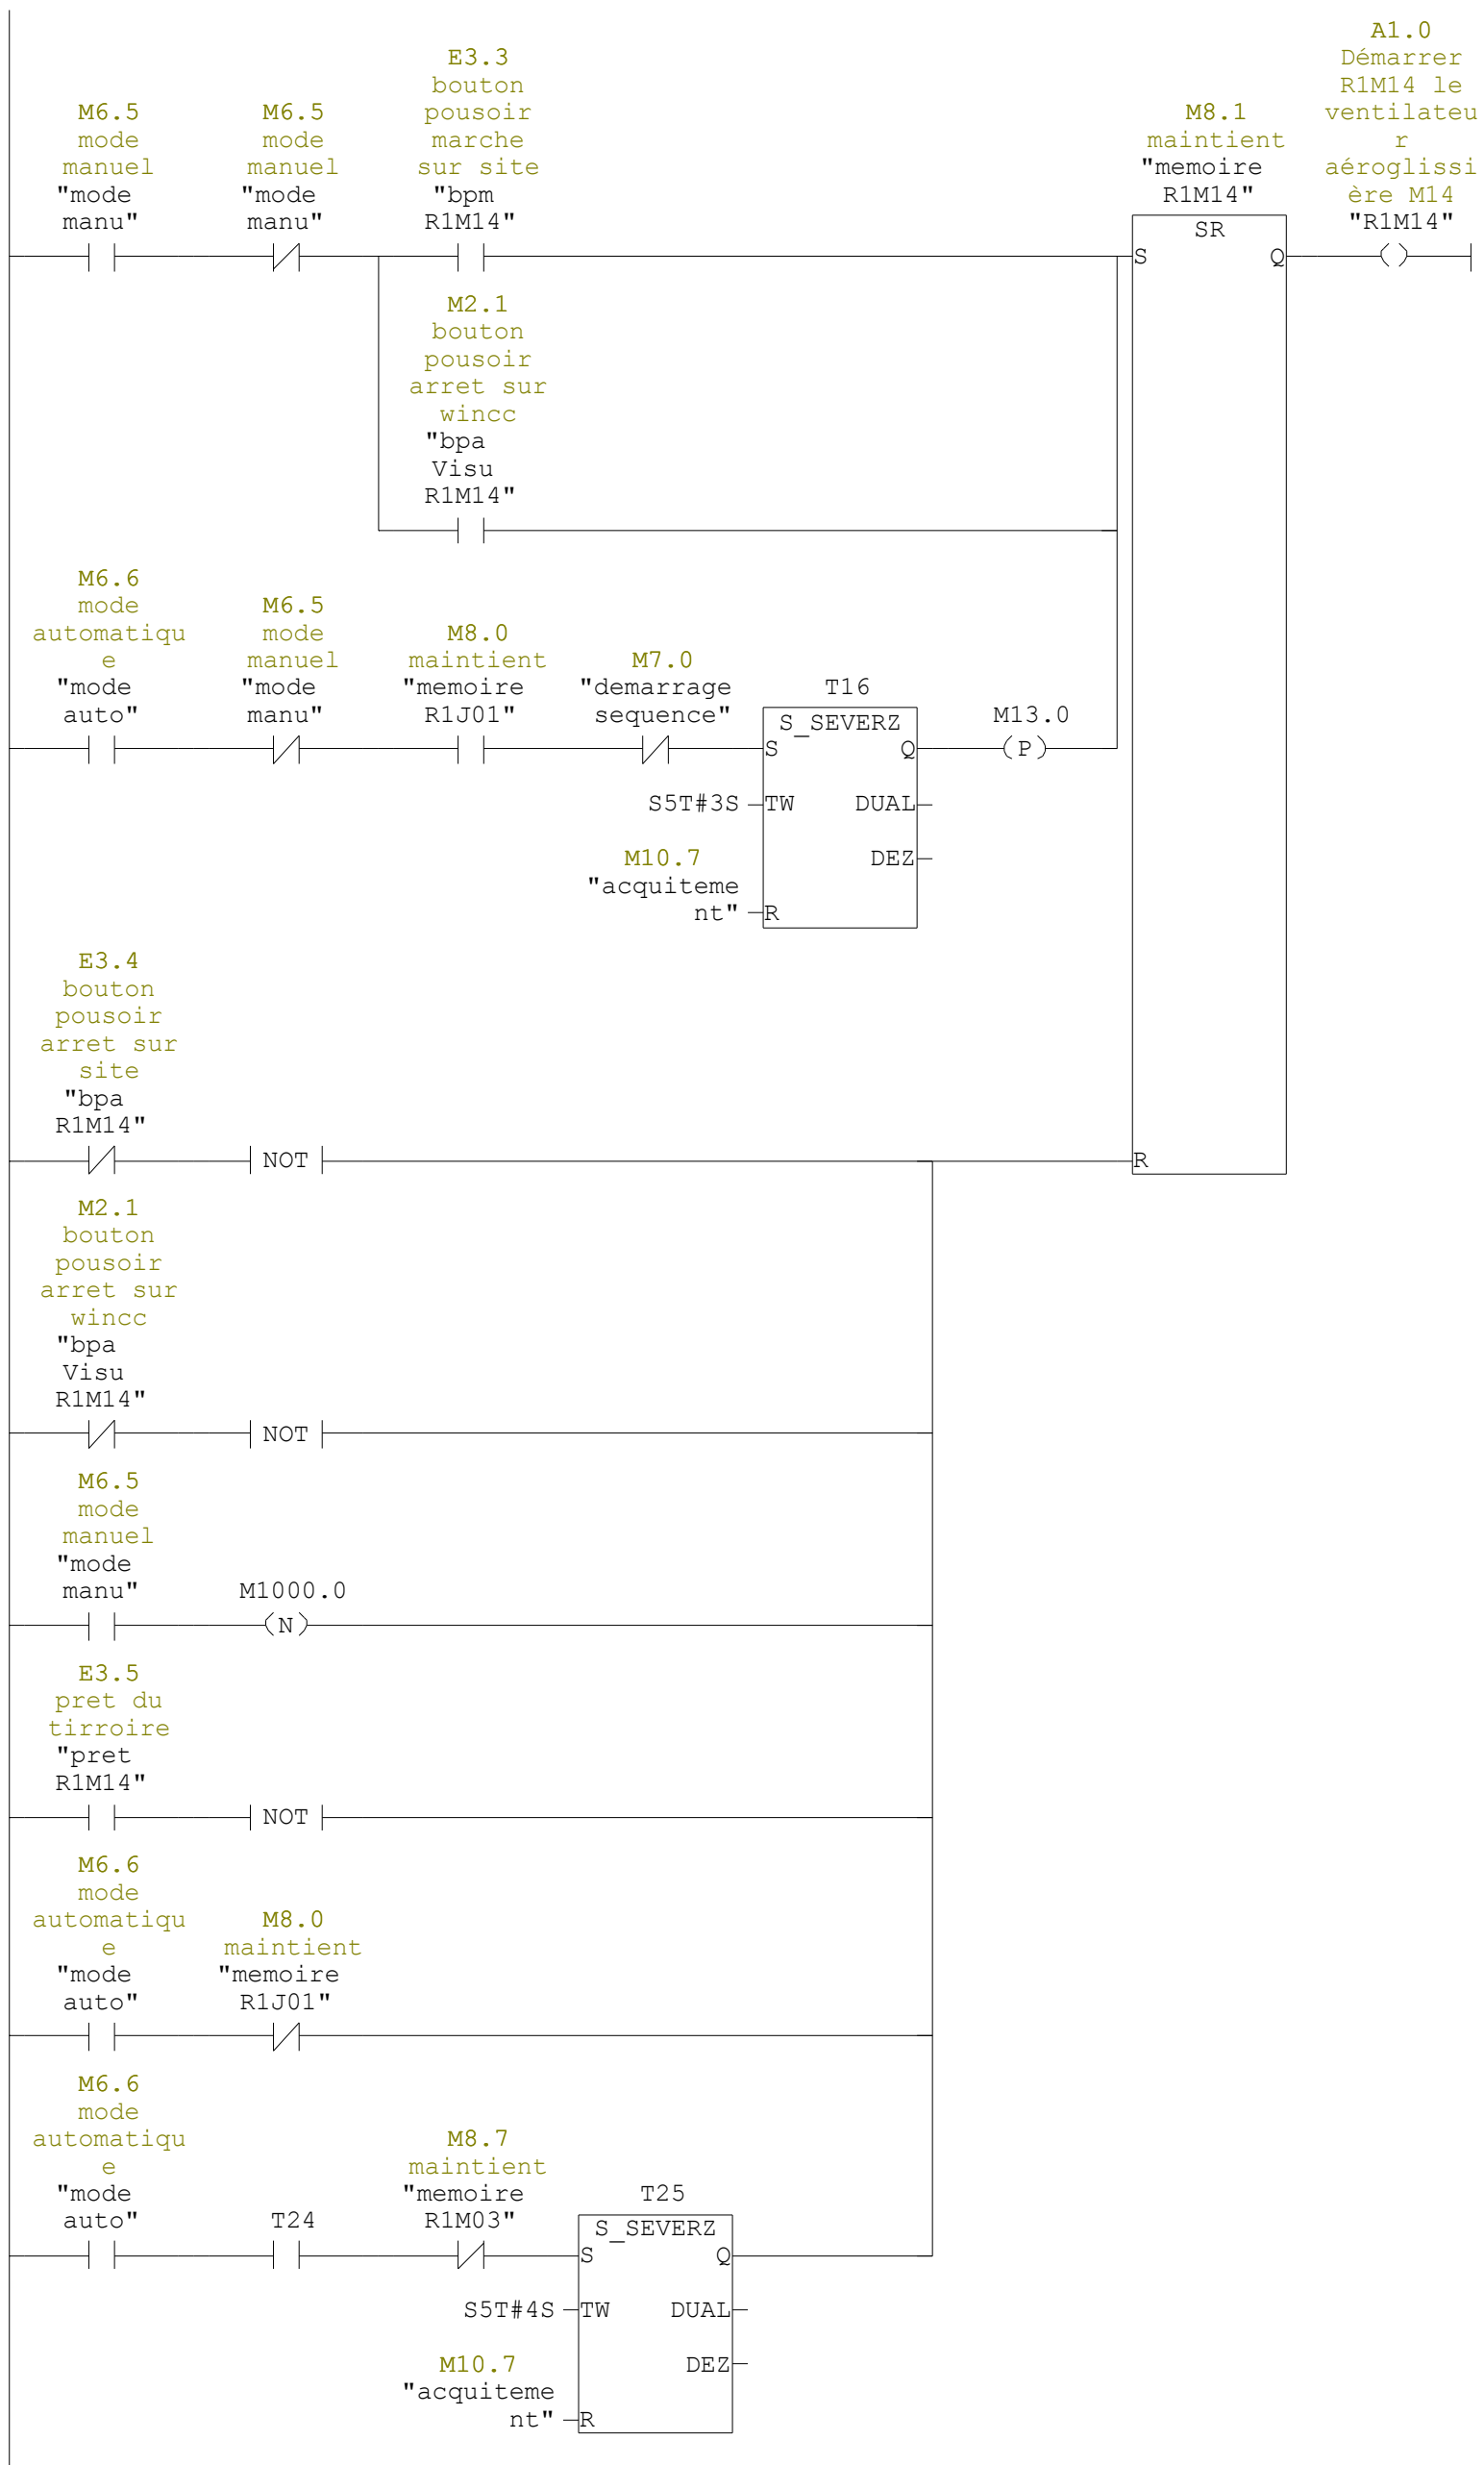 A1.0
Démarrer
R1M14 le
ventilateu
r
aéroglissi
ère M14
"R1M14"
E3.3
bouton
pousoir
marche
sur site
"bpm
R1M14"
M6.5
mode
manuel
"mode
manu"
M6.5
mode
manuel
"mode
manu"
M8.1
maintient
"memoire
R1M14"
SR
S
Q
M2.1
bouton
pousoir
arret sur
wincc
"bpa
Visu
R1M14"
M6.6
mode
automatiqu
e
"mode
auto"
M6.5
mode
manuel
"mode
manu"
M8.0
maintient
"memoire
R1J01"
M7.0
"demarrage
sequence"
T16
S_SEVERZ
S
Q
M13.0
P
S5T#3S
TW
DUAL
M10.7
"acquiteme
nt"
DEZ
R
E3.4
bouton
pousoir
arret sur
site
"bpa
R1M14"
NOT
R
M2.1
bouton
pousoir
arret sur
wincc
"bpa
Visu
R1M14"
NOT
M6.5
mode
manuel
"mode
manu"
M1000.0
N
E3.5
pret du
tirroire
"pret
R1M14"
NOT
M6.6
mode
automatiqu
e
"mode
auto"
M8.0
maintient
"memoire
R1J01"
M6.6
mode
automatiqu
e
"mode
auto"
T24
M8.7
maintient
"memoire
R1M03"
T25
S_SEVERZ
S
Q
S5T#4S
TW
DUAL
M10.7
"acquiteme
nt"
DEZ
R